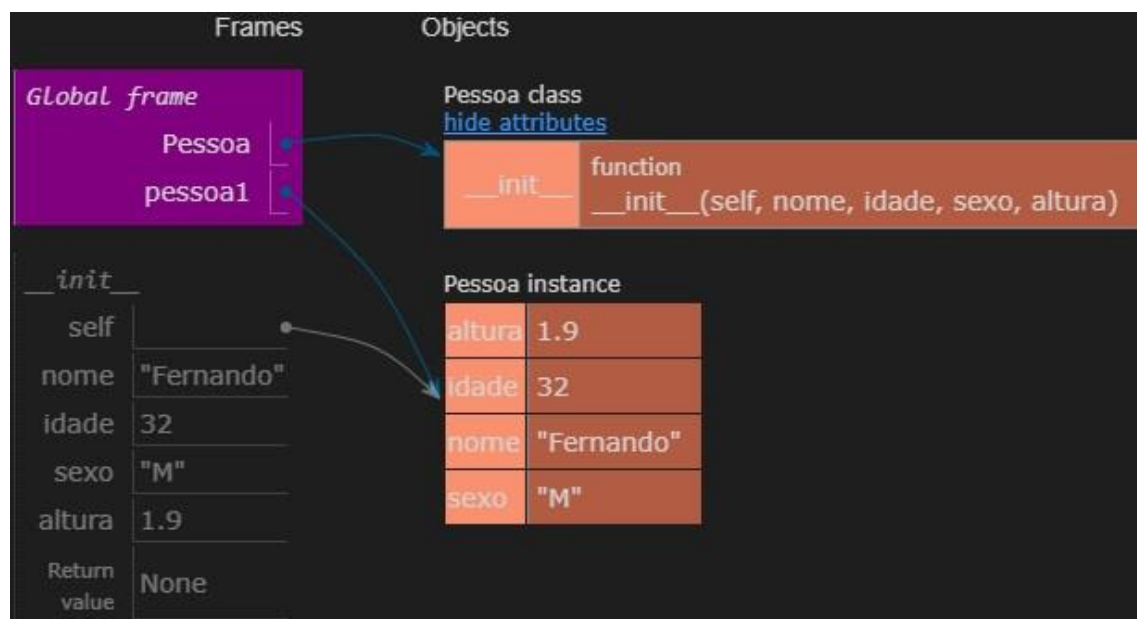 Frames
Objects
Global frame
Pessoa
pessoa1
Pessoa class
hide attributes
__init__
function
__init__(self, nome, idade, sexo, altura)
__init__
self
nome "Fernando"
idade 32
sexo "M"
altura 1.9
Return
value
None
Pessoa instance
altura 1.9
idade 32
nome "Fernando"
sexo "M"